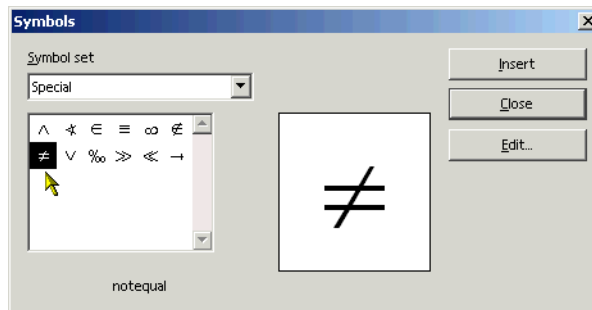 Symbols
Symbol set
Special
Insert
Close
Edit...
∧ ∢ ∈ ≡ ∞ ∉
≠ ∨ ‰ ≫ ≪ →
≠
notequal